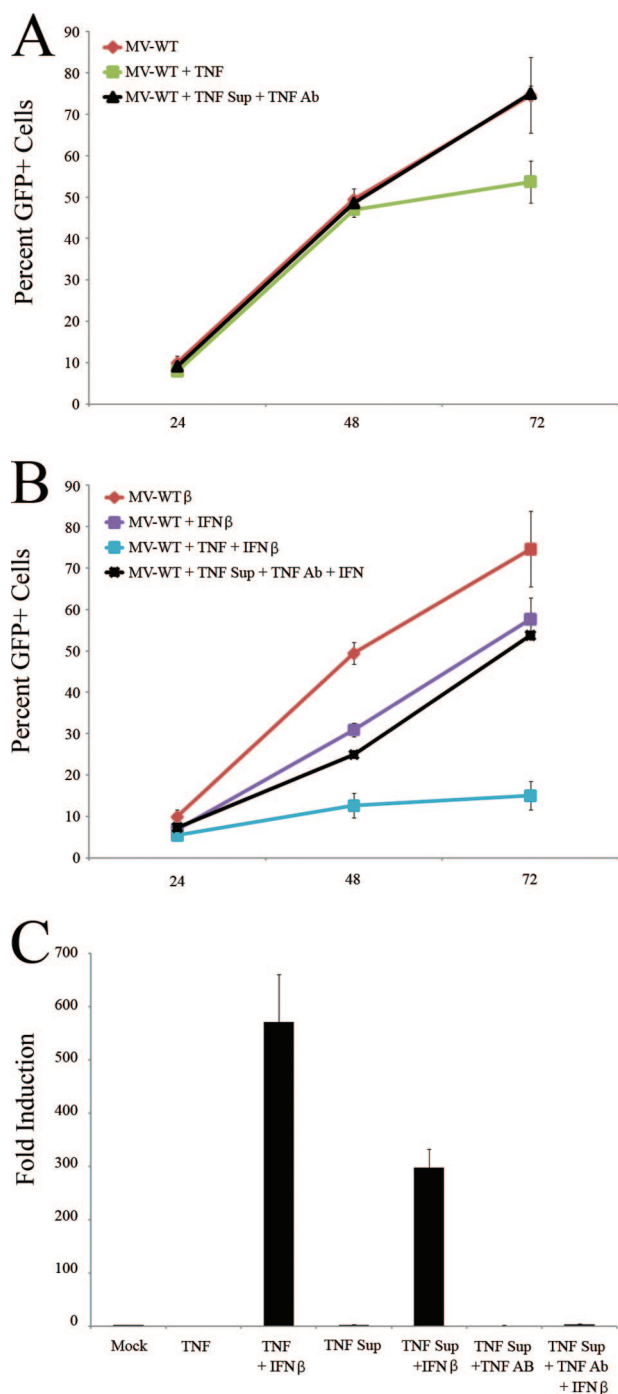 A
MV-WT
MV-WT + TNF
MV-WT + TNF Sup + TNF Ab
Percent GFP+ Cells
90
80
70
60
50
40
30
20
10
0
24 48 72
B
MV-WTβ
MV-WT + IFNβ
MV-WT + TNF + IFNβ
MV-WT + TNF Sup + TNF Ab + IFN
Percent GFP+ Cells
90
80
70
60
50
40
30
20
10
0
24 48 72
C
Fold Induction
700
600
500
400
300
200
100
0
Mock
TNF
TNF
+ IFNβ
TNF Sup
TNF Sup
+IFNβ
TNF Sup
+TNF AB
TNF Sup
+ TNF Ab
+ IFNβ